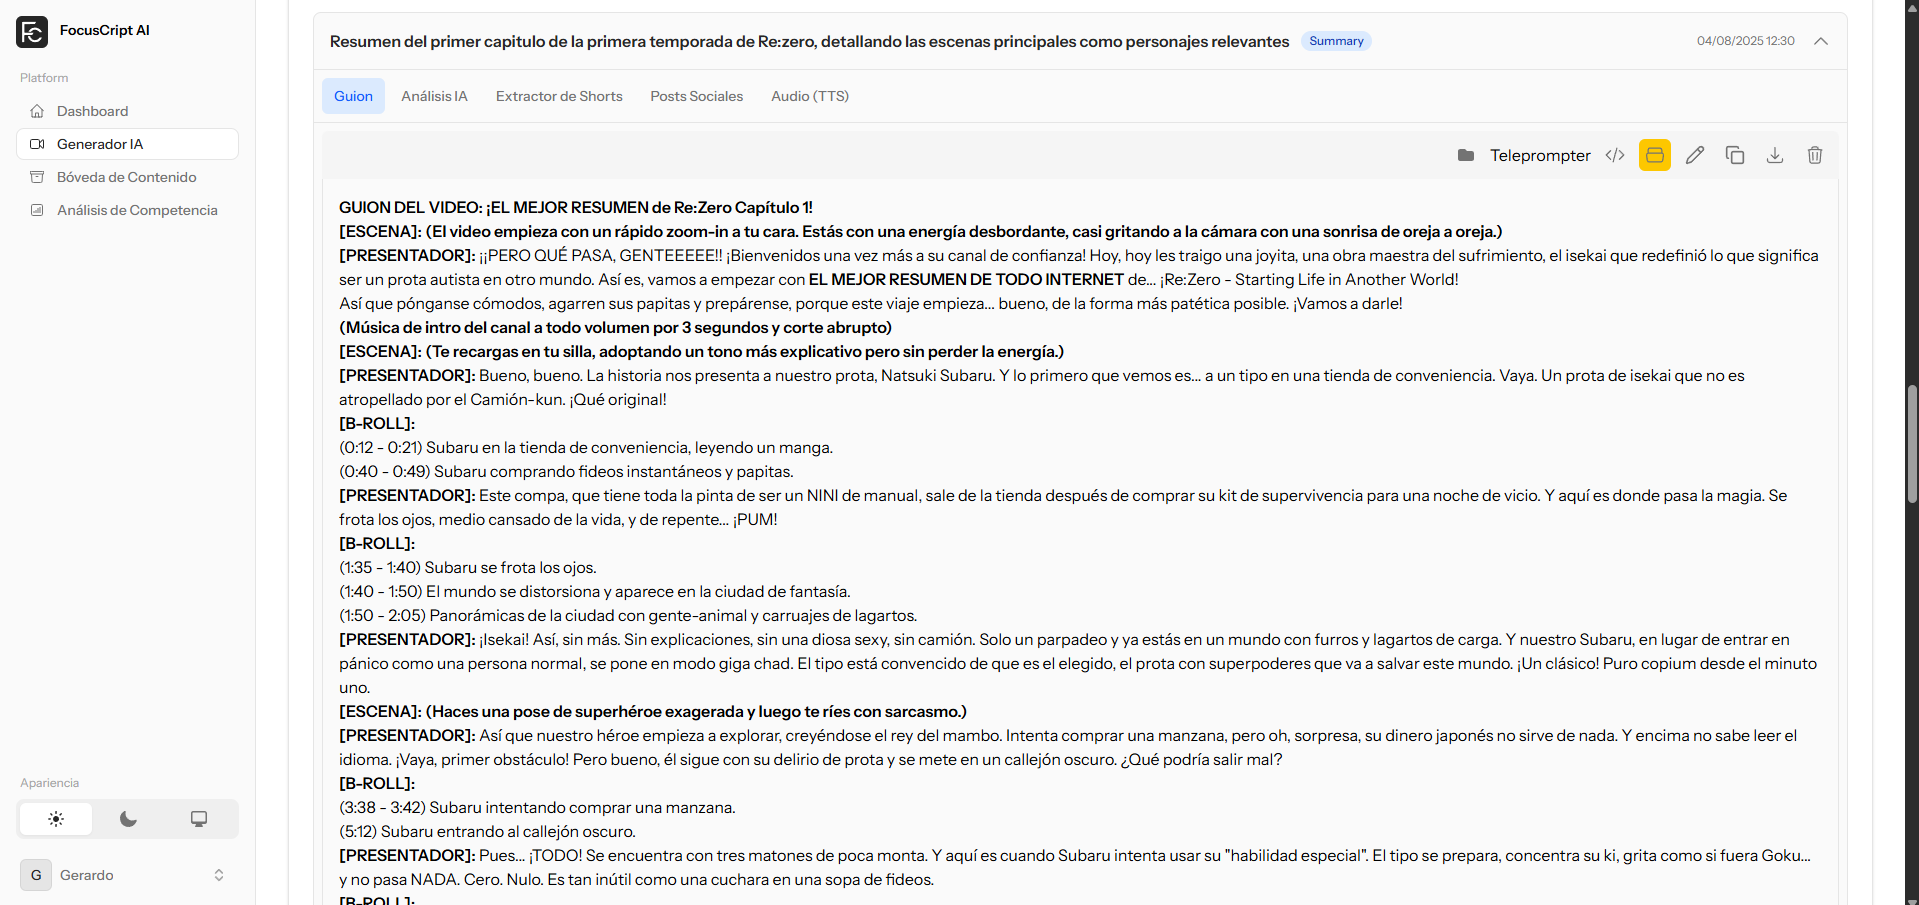 FocusCript AI
Platform
Dashboard
Generador IA
Bóveda de Contenido
Análisis de Competencia
Apariencia
G Gerardo
Resumen del primer capitulo de la primera temporada de Re:zero, detallando las escenas principales como personajes relevantes Summary 04/08/2025 12:30
Guion Análisis IA Extractor de Shorts Posts Sociales Audio (TTS)
Teleprompter
GUION DEL VIDEO: ¡EL MEJOR RESUMEN de Re:Zero Capítulo 1!
[ESCENA]: (El video empieza con un rápido zoom-in a tu cara. Estás con una energía desbordante, casi gritando a la cámara con una sonrisa de oreja a oreja.)
[PRESENTADOR]: ¡¡PERO QUÉ PASA, GENTEEEEE!! ¡Bienvenidos una vez más a su canal de confianza! Hoy, hoy les traigo una joyita, una obra maestra del sufrimiento, el isekai que redefinió lo que significa
ser un prota autista en otro mundo. Así es, vamos a empezar con EL MEJOR RESUMEN DE TODO INTERNET de... ¡Re:Zero - Starting Life in Another World!
Así que pónganse cómodos, agarren sus papitas y prepárense, porque este viaje empieza... bueno, de la forma más patética posible. ¡Vamos a darle!
(Música de intro del canal a todo volumen por 3 segundos y corte abrupto)
[ESCENA]: (Te recargas en tu silla, adoptando un tono más explicativo pero sin perder la energía.)
[PRESENTADOR]: Bueno, bueno. La historia nos presenta a nuestro prota, Natsuki Subaru. Y lo primero que vemos es... a un tipo en una tienda de conveniencia. Vaya. Un prota de isekai que no es
atropellado por el Camión-kun. ¡Qué original!
[B-ROLL]:
(0:12 - 0:21) Subaru en la tienda de conveniencia, leyendo un manga.
(0:40 - 0:49) Subaru comprando fideos instantáneos y papitas.
[PRESENTADOR]: Este compa, que tiene toda la pinta de ser un NINI de manual, sale de la tienda después de comprar su kit de supervivencia para una noche de vicio. Y aquí es donde pasa la magia. Se
frota los ojos, medio cansado de la vida, y de repente... ¡PUM!
[B-ROLL]:
(1:35 - 1:40) Subaru se frota los ojos.
(1:40 - 1:50) El mundo se distorsiona y aparece en la ciudad de fantasía.
(1:50 - 2:05) Panorámicas de la ciudad con gente-animal y carruajes de lagartos.
[PRESENTADOR]: ¡Isekai! Así, sin más. Sin explicaciones, sin una diosa sexy, sin camión. Solo un parpadeo y ya estás en un mundo con furros y lagartos de carga. Y nuestro Subaru, en lugar de entrar en
pánico como una persona normal, se pone en modo giga chad. El tipo está convencido de que es el elegido, el prota con superpoderes que va a salvar este mundo. ¡Un clásico! Puro copium desde el minuto
uno.
[ESCENA]: (Haces una pose de superhéroe exagerada y luego te ríes con sarcasmo.)
[PRESENTADOR]: Así que nuestro héroe empieza a explorar, creyéndose el rey del mambo. Intenta comprar una manzana, pero oh, sorpresa, su dinero japonés no sirve de nada. Y encima no sabe leer el
idioma. ¡Vaya, primer obstáculo! Pero bueno, él sigue con su delirio de prota y se mete en un callejón oscuro. ¿Qué podría salir mal?
[B-ROLL]:
(3:38 - 3:42) Subaru intentando comprar una manzana.
(5:12) Subaru entrando al callejón oscuro.
[PRESENTADOR]: Pues... ¡TODO! Se encuentra con tres matones de poca monta. Y aquí es cuando Subaru intenta usar su "habilidad especial". El tipo se prepara, concentra su ki, grita como si fuera Goku...
y no pasa NADA. Cero. Nulo. Es tan inútil como una cuchara en una sopa de fideos.
[B-ROLL]: